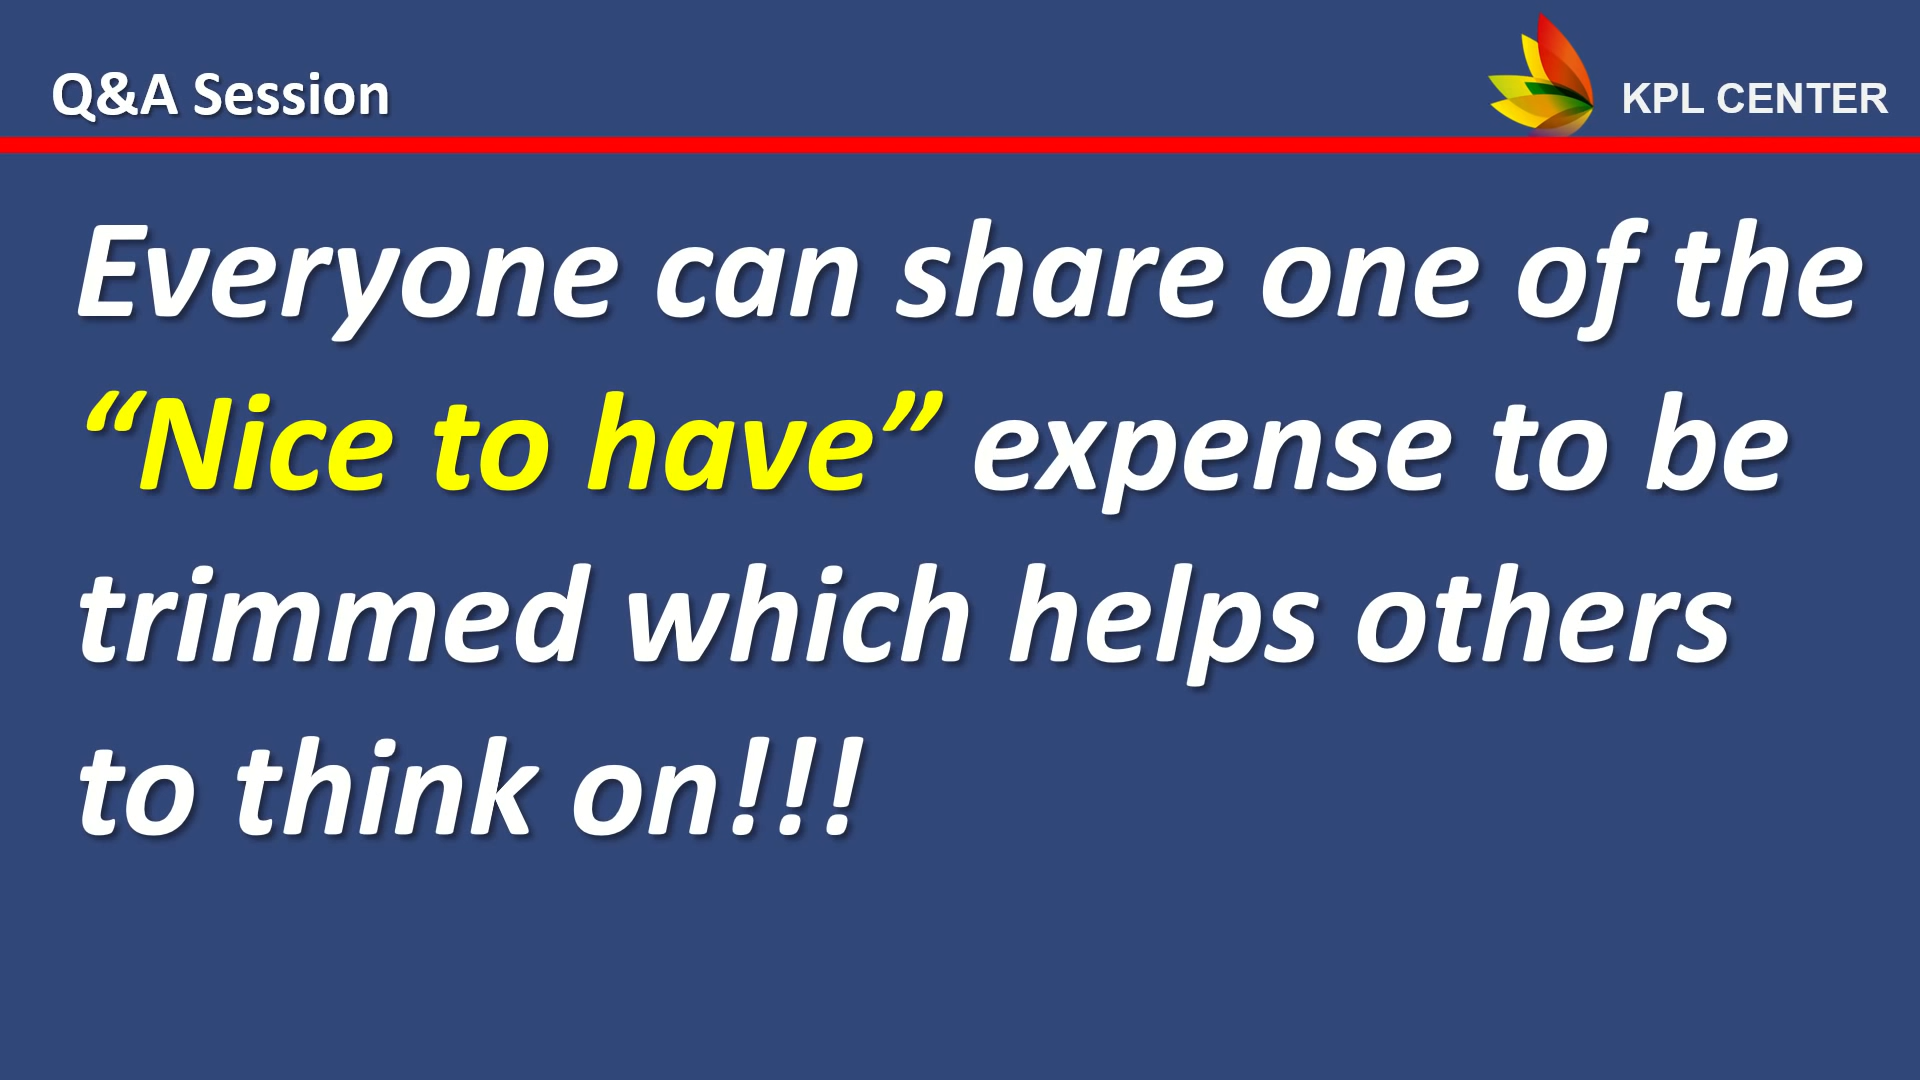 Q&A Session
KPL CENTER
Everyone can share one of the
“Nice to have” expense to be
trimmed which helps others
to think on!!!